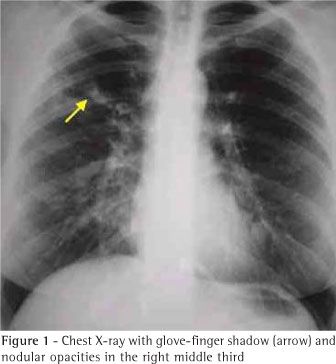 Figure 1 - Chest X-ray with glove-finger shadow (arrow) and
nodular opacities in the right middle third